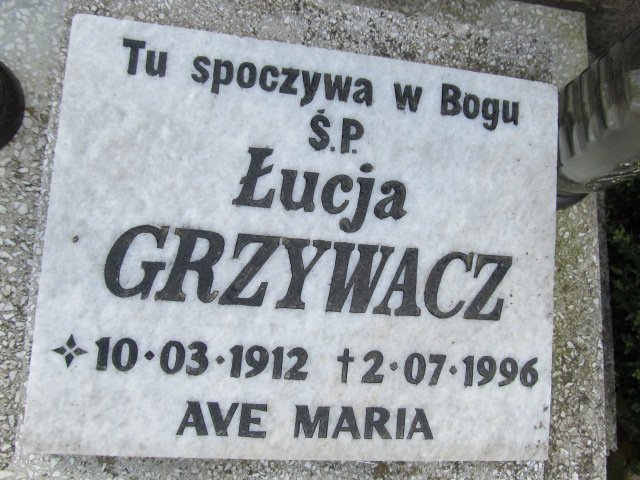 Tu spoczywa w Bogu
Ś.P.
Łucja
GRZYWACZ
✧10·03·1912 †2·07·1996
AVE MARIA